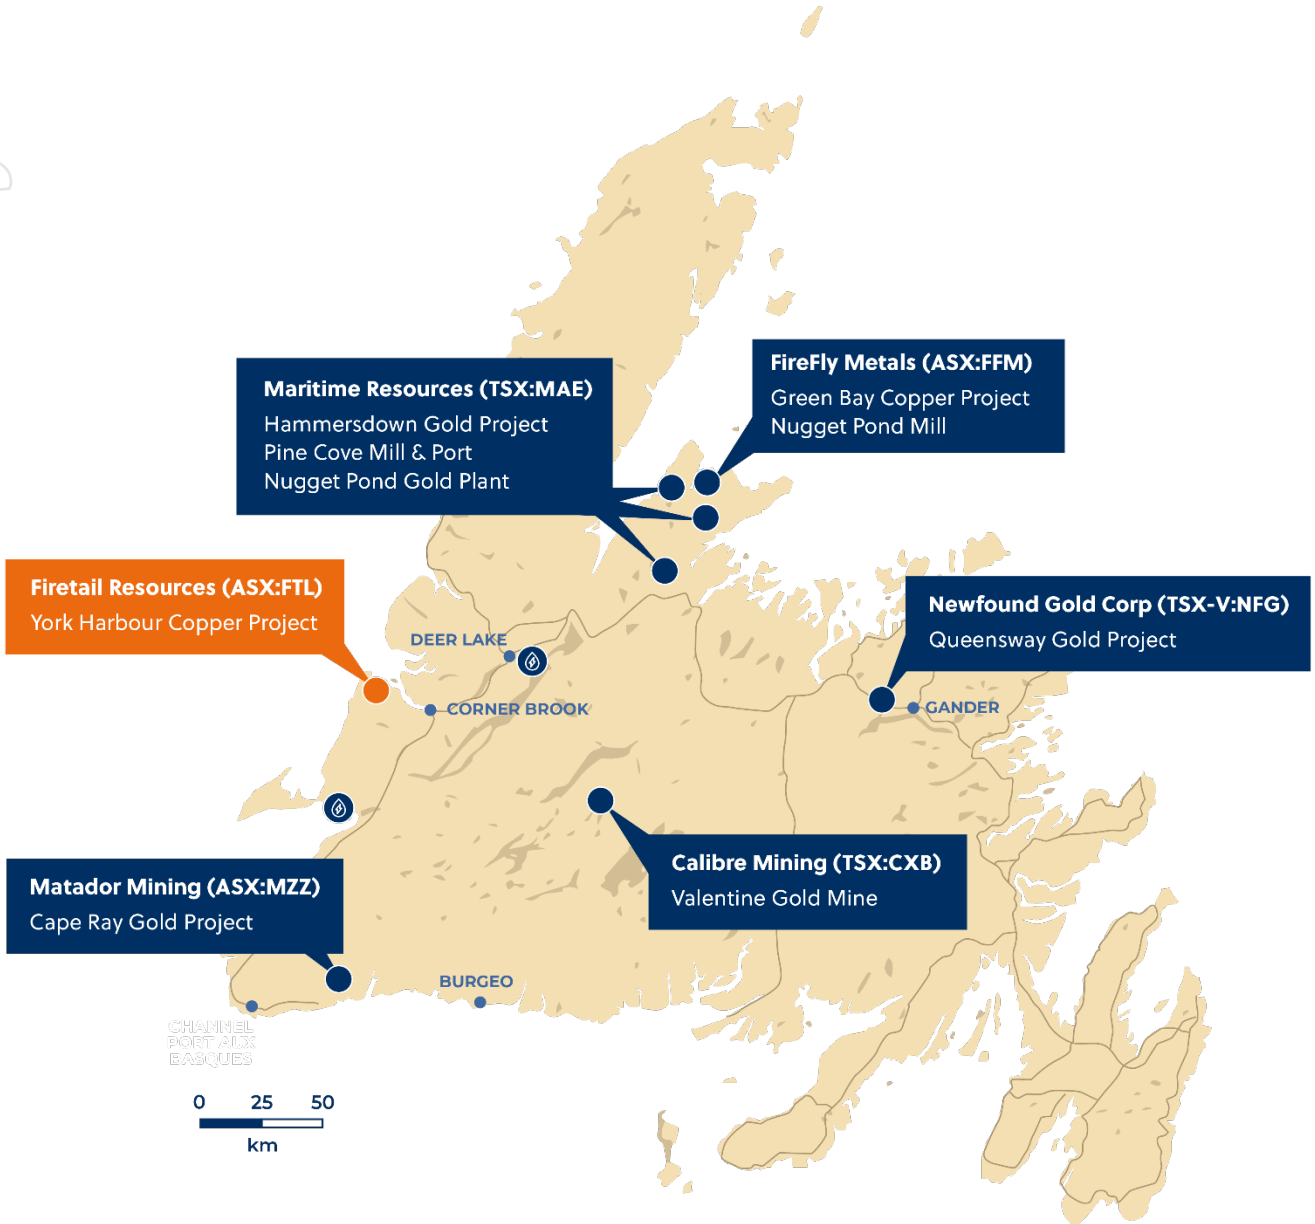 FireFly Metals (ASX:FFM)
Green Bay Copper Project
Nugget Pond Mill
Maritime Resources (TSX:MAE)
Hammersdown Gold Project
Pine Cove Mill & Port
Nugget Pond Gold Plant
Firetail Resources (ASX:FTL)
York Harbour Copper Project
Newfound Gold Corp (TSX-V:NFG)
Queensway Gold Project
DEER LAKE
CORNER BROOK
GANDER
Calibre Mining (TSX:CXB)
Valentine Gold Mine
Matador Mining (ASX:MZZ)
Cape Ray Gold Project
BURGEO
CHANNEL
PORT AUX
BASQUES
0 25 50
km